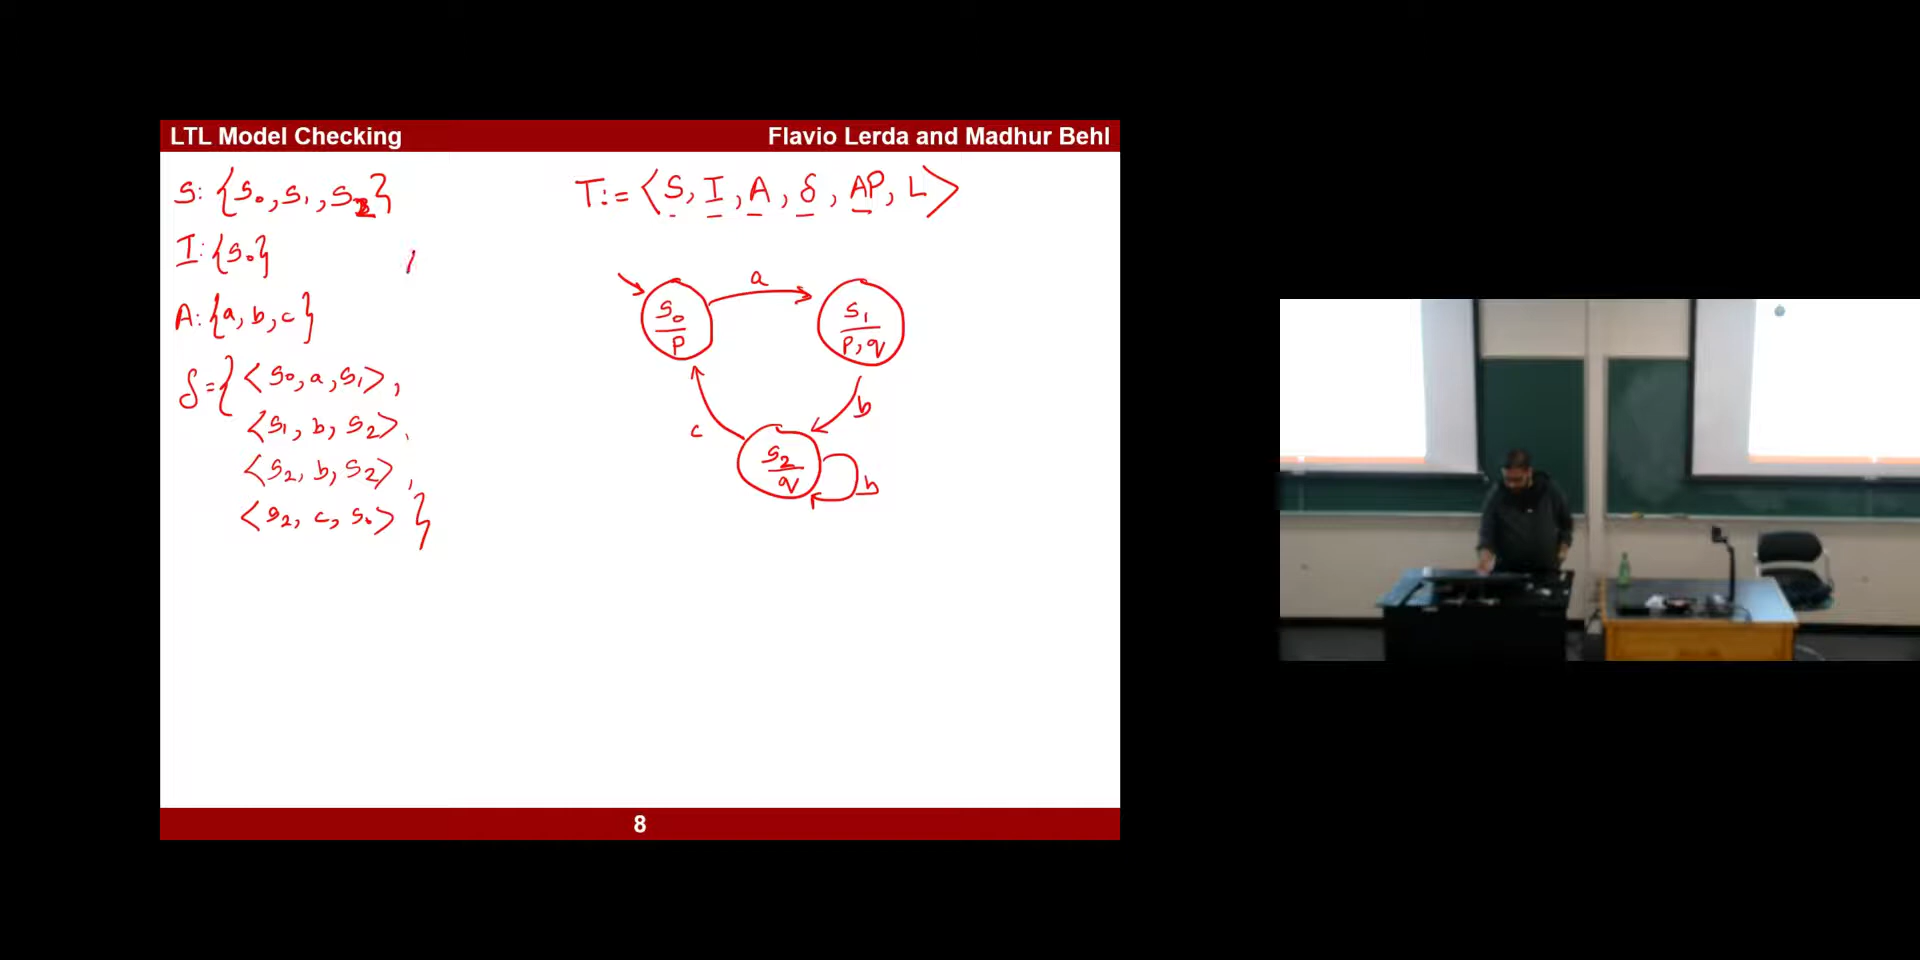 LTL Model Checking
Flavio Lerda and Madhur Behl
S: {s₀, s₁, s₂}
T := ⟨S, I, A, δ, AP, L⟩
I: {s₀}
A: {a, b, c}
δ = { ⟨s₀, a, s₁⟩,
⟨s₁, b, s₂⟩,
⟨s₂, b, s₂⟩,
⟨s₂, c, s₀⟩ }
a
s₀
p
s₁
p, q
b
c
s₂
q
b
8